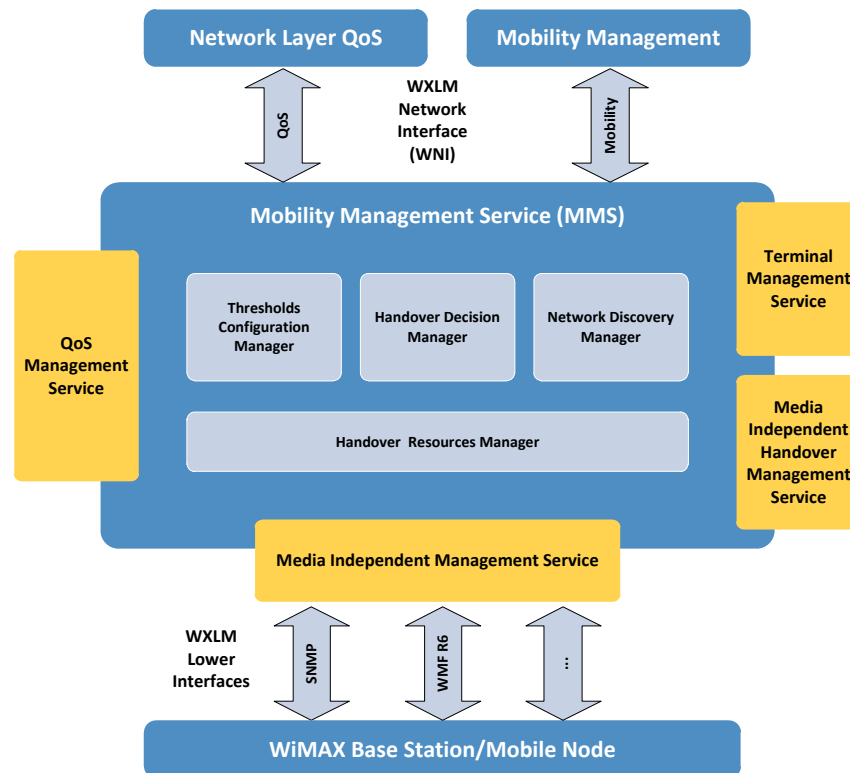 Network Layer QoS
Mobility Management
QoS
WXLM
Network
Interface
(WNI)
Mobility
Mobility Management Service (MMS)
Terminal
Management
Service
Thresholds
Configuration
Manager
Handover Decision
Manager
Network Discovery
Manager
QoS
Management
Service
Media
Independent
Handover
Management
Service
Handover Resources Manager
Media Independent Management Service
WXLM
Lower
Interfaces
SNMP
WMF R6
...
WiMAX Base Station/Mobile Node